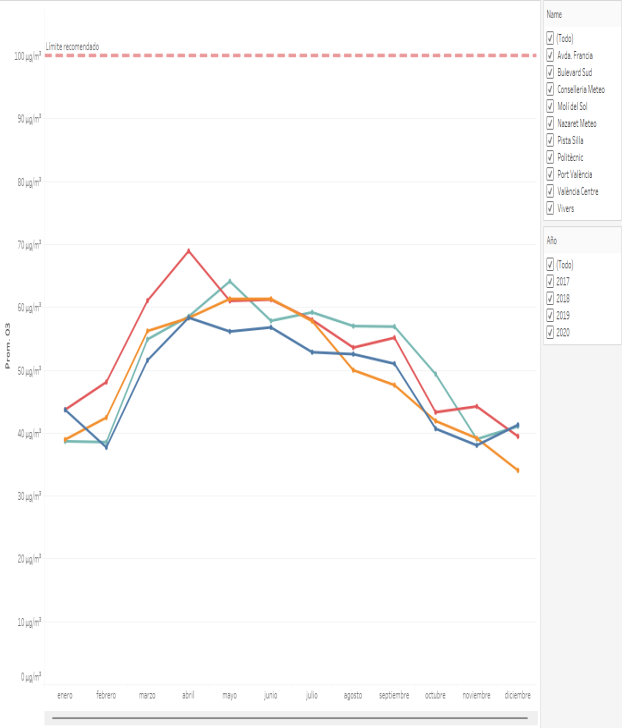 Name
(Todo)
Avda. Francia
Bulevard Sud
Conselleria Meteo
Molí del Sol
Nazaret Meteo
Pista Silla
Politècnic
Port València
València Centre
Vivers
Año
(Todo)
2017
2018
2019
2020
Límite recomendado
100 µg/m³
90 µg/m³
80 µg/m³
70 µg/m³
60 µg/m³
50 µg/m³
40 µg/m³
30 µg/m³
20 µg/m³
10 µg/m³
0 µg/m³
Prom. O3
enero febrero marzo abril mayo junio julio agosto septiembre octubre noviembre diciembre